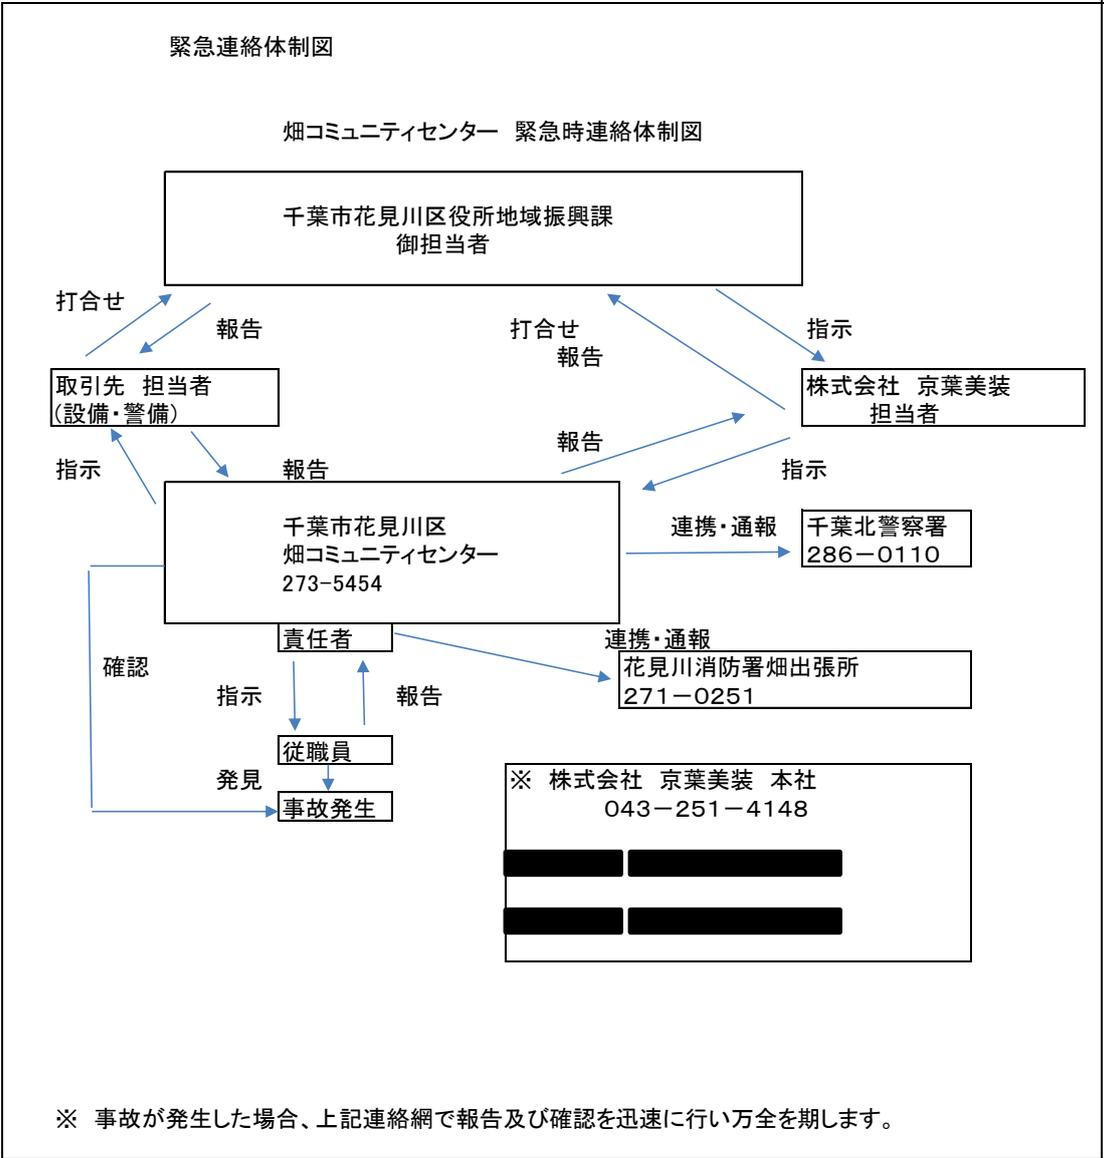 緊急連絡体制図
畑コミュニティセンター 緊急時連絡体制図
千葉市花見川区役所地域振興課
御担当者
打合せ
報告
打合せ
報告
指示
取引先 担当者
(設備・警備)
株式会社 京葉美装
担当者
指示
報告
報告
指示
千葉市花見川区
畑コミュニティセンター
273-5454
連携・通報
千葉北警察署
286－0110
責任者
連携・通報
花見川消防署畑出張所
271－0251
確認
指示
報告
従職員
発見
事故発生
※ 株式会社 京葉美装 本社
043－251－4148
※ 事故が発生した場合、上記連絡網で報告及び確認を迅速に行い万全を期します。